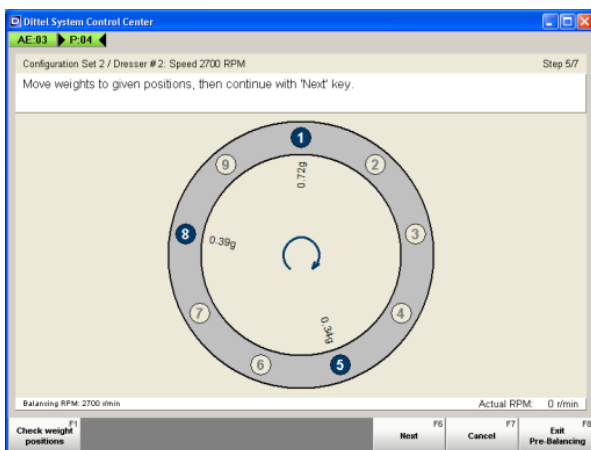 Dittel System Control Center
AE:03 P:04
Configuration Set 2 / Dresser # 2: Speed 2700 RPM Step 5/7
Move weights to given positions, then continue with 'Next' key.
1
9 2
0.72g
8 0.39g 3
7 4
0.34g
6 5
Balancing RPM: 2700 r/min Actual RPM: 0 r/min
F1 F6 F7 F8
Check weight positions Next Cancel Exit Pre-Balancing